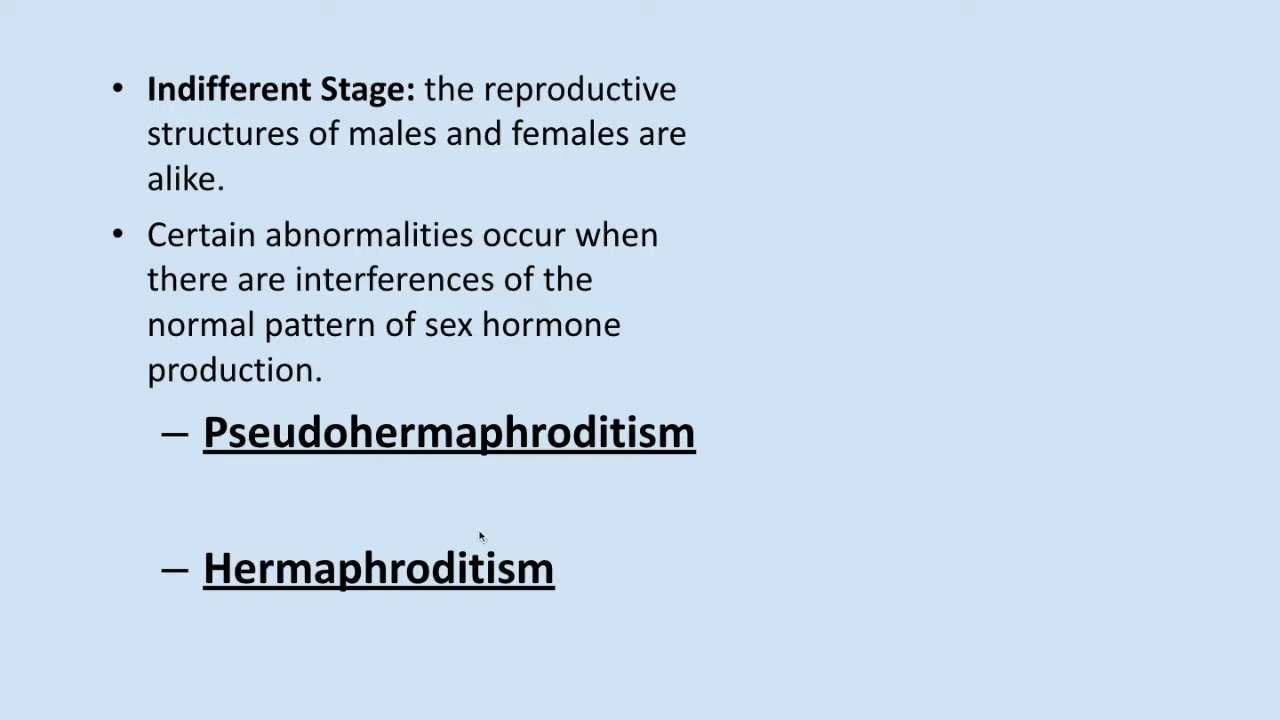 • Indifferent Stage: the reproductive
structures of males and females are
alike.
• Certain abnormalities occur when
there are interferences of the
normal pattern of sex hormone
production.
– Pseudohermaphroditism
– Hermaphroditism